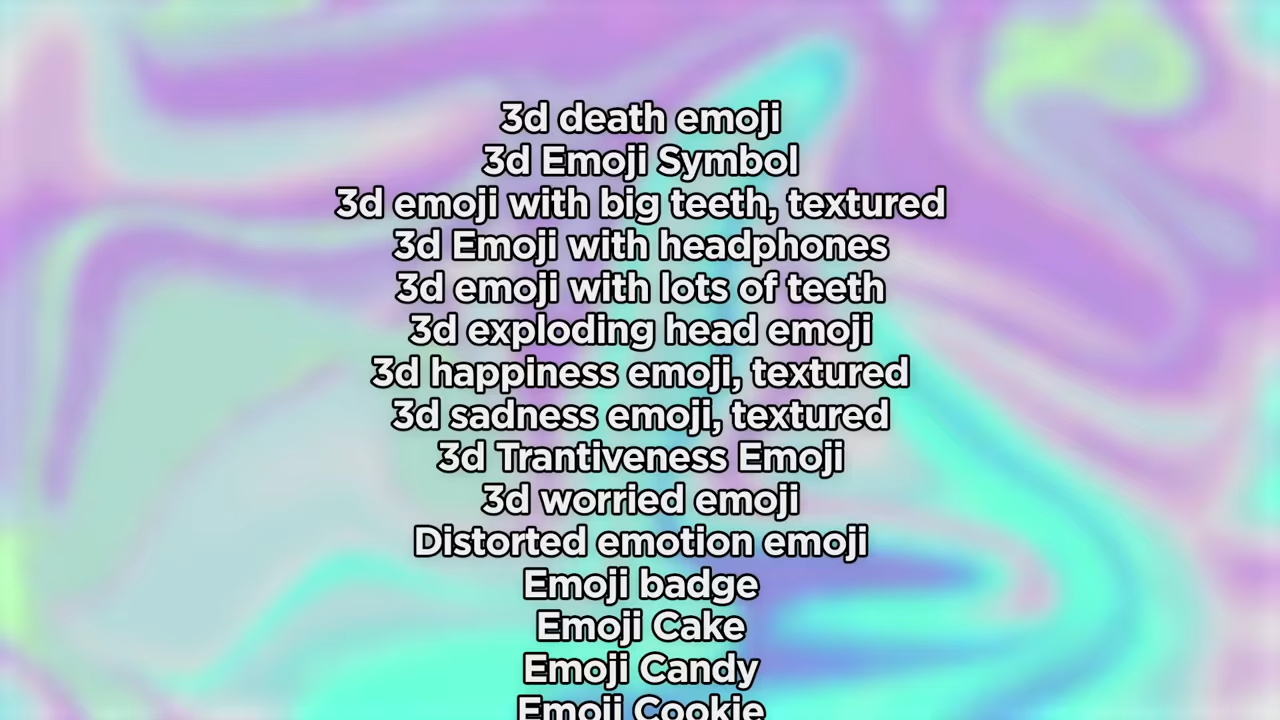 3d death emoji
3d Emoji Symbol
3d emoji with big teeth, textured
3d Emoji with headphones
3d emoji with lots of teeth
3d exploding head emoji
3d happiness emoji, textured
3d sadness emoji, textured
3d Trantiveness Emoji
3d worried emoji
Distorted emotion emoji
Emoji badge
Emoji Cake
Emoji Candy
Emoji Cookie